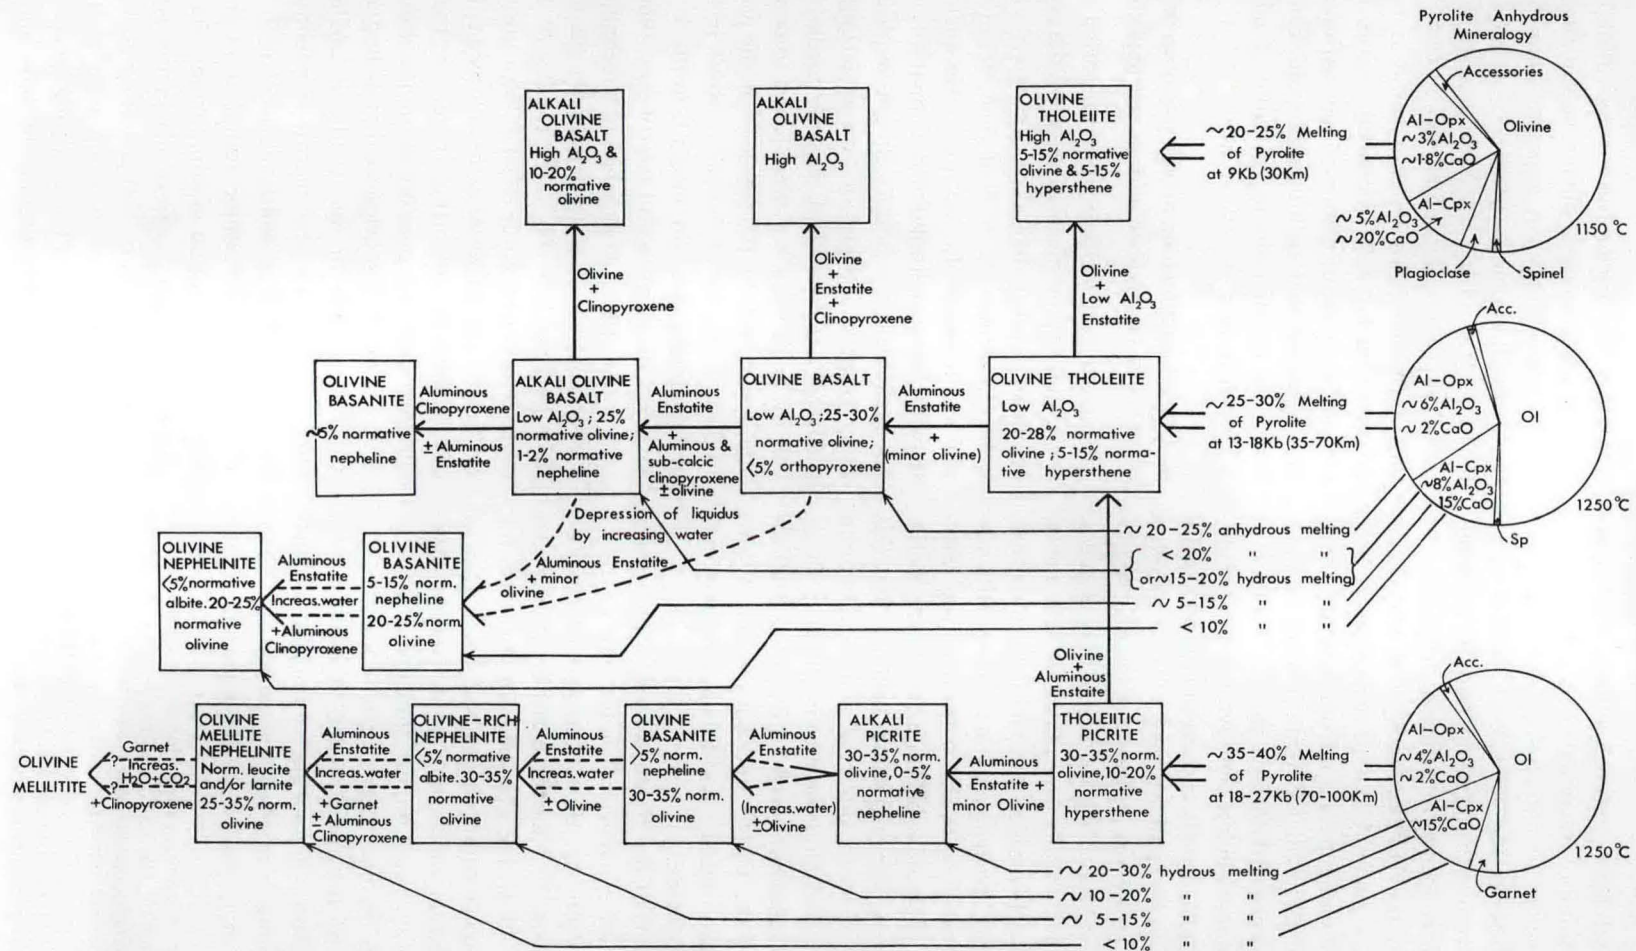 Pyrolite Anhydrous
Mineralogy
Accessories
Al-Opx
~3%Al₂O₃
~1·8%CaO
Olivine
Al-Cpx
~5%Al₂O₃
~20%CaO
Plagioclase
Spinel
1150 °C
ALKALI
OLIVINE
BASALT
High Al₂O₃ &
10-20%
normative
olivine
ALKALI
OLIVINE
BASALT
High Al₂O₃
OLIVINE
THOLEIITE
High Al₂O₃
5-15% normative
olivine & 5-15%
hypersthene
~20-25% Melting
of Pyrolite
at 9Kb (30Km)
Olivine
+
Clinopyroxene
Olivine
+
Enstatite
+
Clinopyroxene
Olivine
+
Low Al₂O₃
Enstatite
OLIVINE
BASANITE
~5% normative
nepheline
Aluminous
Clinopyroxene
± Aluminous
Enstatite
ALKALI OLIVINE
BASALT
Low Al₂O₃; 25%
normative olivine;
1-2% normative
nepheline
Aluminous
Enstatite
+
Aluminous &
sub-calcic
clinopyroxene
± olivine
OLIVINE BASALT
Low Al₂O₃;25-30%
normative olivine;
<5% orthopyroxene
Aluminous
Enstatite
+
(minor olivine)
OLIVINE THOLEIITE
Low Al₂O₃
20-28% normative
olivine; 5-15% norma-
tive hypersthene
~25-30% Melting
of Pyrolite
at 13-18Kb (35-70Km)
Acc.
Al-Opx
~6%Al₂O₃
~ 2%CaO
Ol
Al-Cpx
~8%Al₂O₃
15%CaO
Sp
1250°C
Depression of liquidus
by increasing water
Aluminous Enstatite
+ minor
olivine
~ 20-25% anhydrous melting
< 20% " "
or~15-20% hydrous melting
~ 5-15% " "
< 10% " "
OLIVINE
NEPHELINITE
<5%normative
albite.20-25%
normative
olivine
Aluminous
Enstatite
Increas.water
+Aluminous
Clinopyroxene
OLIVINE
BASANITE
5-15% norm.
nepheline
20-25% norm.
olivine
Olivine
+
Aluminous
Enstaite
OLIVINE
MELILITITE
Garnet
? Increas.
? H₂O+CO₂
+Clinopyroxene
OLIVINE
MELILITE
NEPHELINITE
Norm. leucite
and/or larnite
25-35% norm.
olivine
Aluminous
Enstatite
Increas.water
+Garnet
± Aluminous
Clinopyroxene
OLIVINE-RICH
NEPHELINITE
<5% normative
albite.30-35%
normative
olivine
Aluminous
Enstatite
Increas.water
± Olivine
OLIVINE
BASANITE
>5% norm.
nepheline
30-35% norm.
olivine
Aluminous
Enstatite
(Increas.water)
±Olivine
ALKALI
PICRITE
30-35% norm.
olivine, 0-5%
normative
nepheline
Aluminous
Enstatite +
minor Olivine
THOLEIITIC
PICRITE
30-35% norm.
olivine,10-20%
normative
hypersthene
~ 35-40% Melting
of Pyrolite
at 18-27Kb (70-100Km)
Acc.
Al-Opx
~4%Al₂O₃
~ 2%CaO
Ol
Al-Cpx
~15%CaO
Garnet
1250°C
~ 20-30% hydrous melting
~ 10-20% " "
~ 5-15% " "
< 10% " "